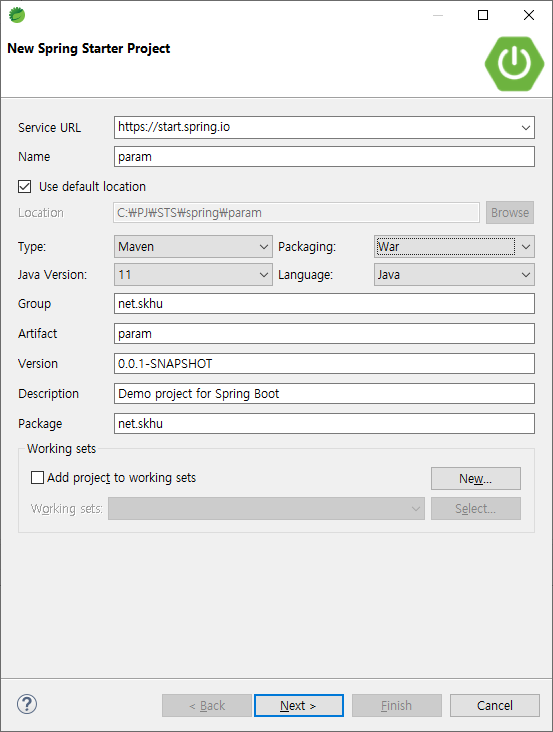 New Spring Starter Project
Service URL https://start.spring.io
Name param
Use default location
Location C:₩PJ₩STS₩spring₩param Browse
Type: Maven Packaging: War
Java Version: 11 Language: Java
Group net.skhu
Artifact param
Version 0.0.1-SNAPSHOT
Description Demo project for Spring Boot
Package net.skhu
Working sets
Add project to working sets New...
Working sets: Select...
? < Back Next > Finish Cancel